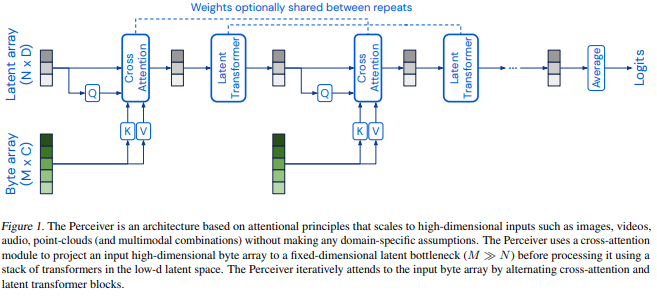 Weights optionally shared between repeats
Latent array
(N x D)
Q
Cross
Attention
Latent
Transformer
Q
Cross
Attention
Latent
Transformer
...
Average
Logits
K V
K V
Byte array
(M x C)
Figure 1. The Perceiver is an architecture based on attentional principles that scales to high-dimensional inputs such as images, videos,
audio, point-clouds (and multimodal combinations) without making any domain-specific assumptions. The Perceiver uses a cross-attention
module to project an input high-dimensional byte array to a fixed-dimensional latent bottleneck (M ≫ N) before processing it using a
stack of transformers in the low-d latent space. The Perceiver iteratively attends to the input byte array by alternating cross-attention and
latent transformer blocks.